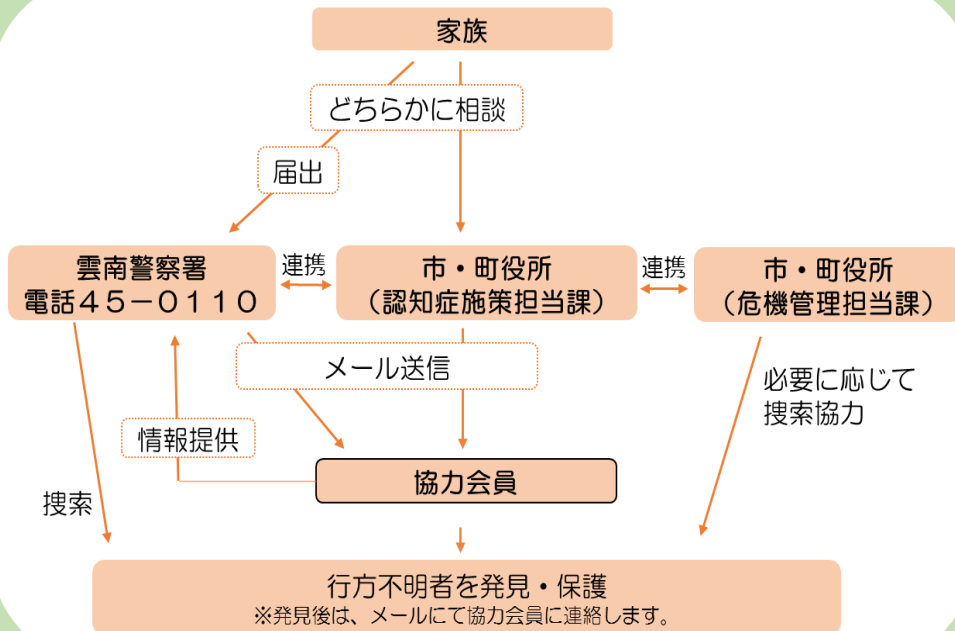 家族
どちらかに相談
届出
雲南警察署
電話４５－０１１０
連携
市・町役所
（認知症施策担当課）
連携
市・町役所
（危機管理担当課）
メール送信
必要に応じて
捜索協力
情報提供
協力会員
捜索
行方不明者を発見・保護
※発見後は、メールにて協力会員に連絡します。